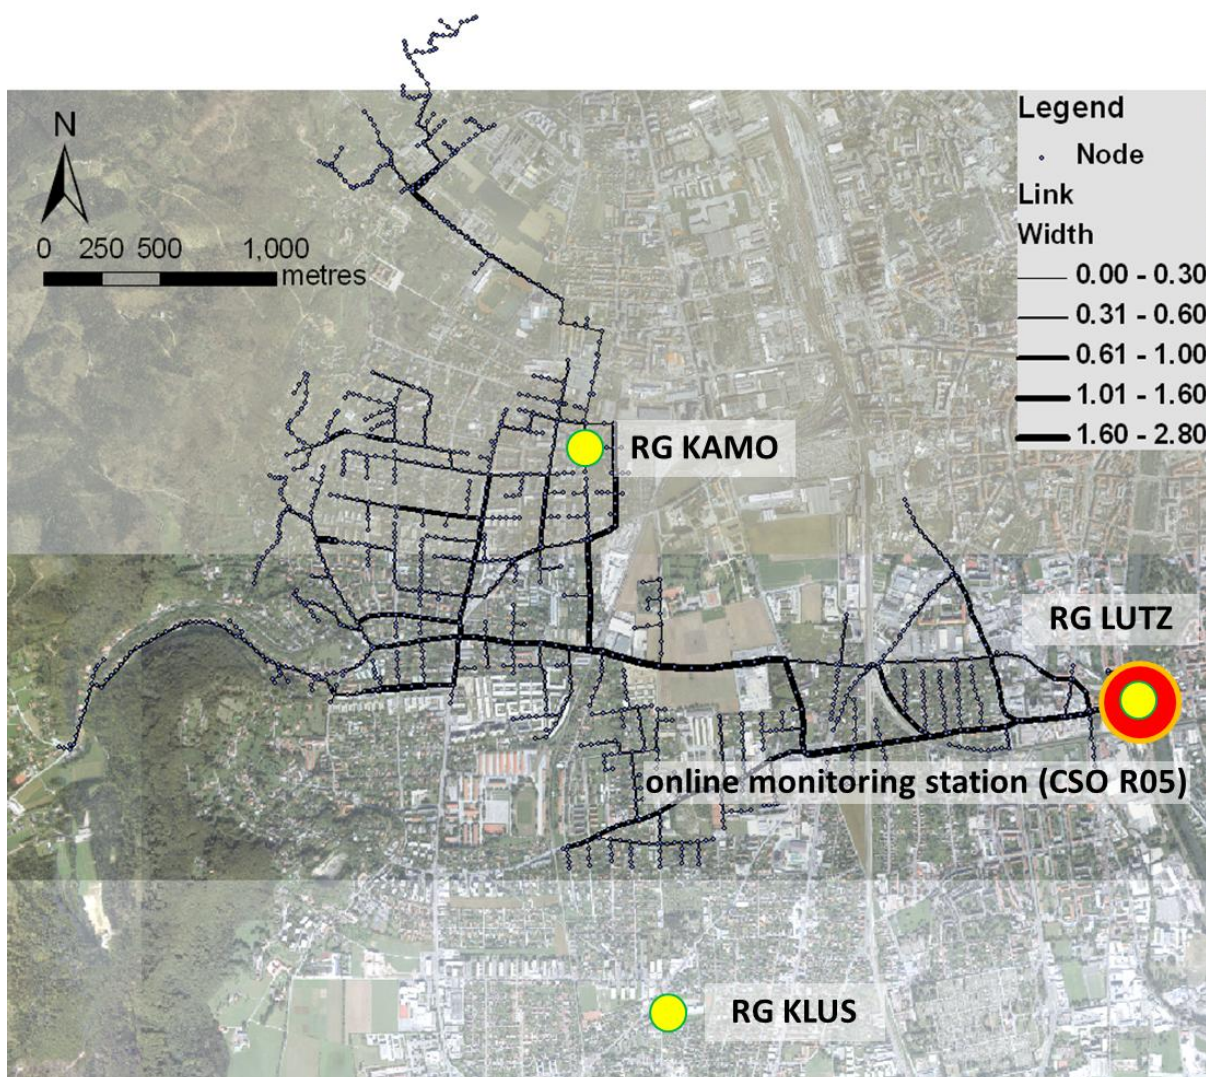 N
0 250 500 1,000
metres
Legend
Node
Link
Width
0.00 - 0.30
0.31 - 0.60
0.61 - 1.00
1.01 - 1.60
1.60 - 2.80
RG KAMO
RG LUTZ
online monitoring station (CSO R05)
RG KLUS